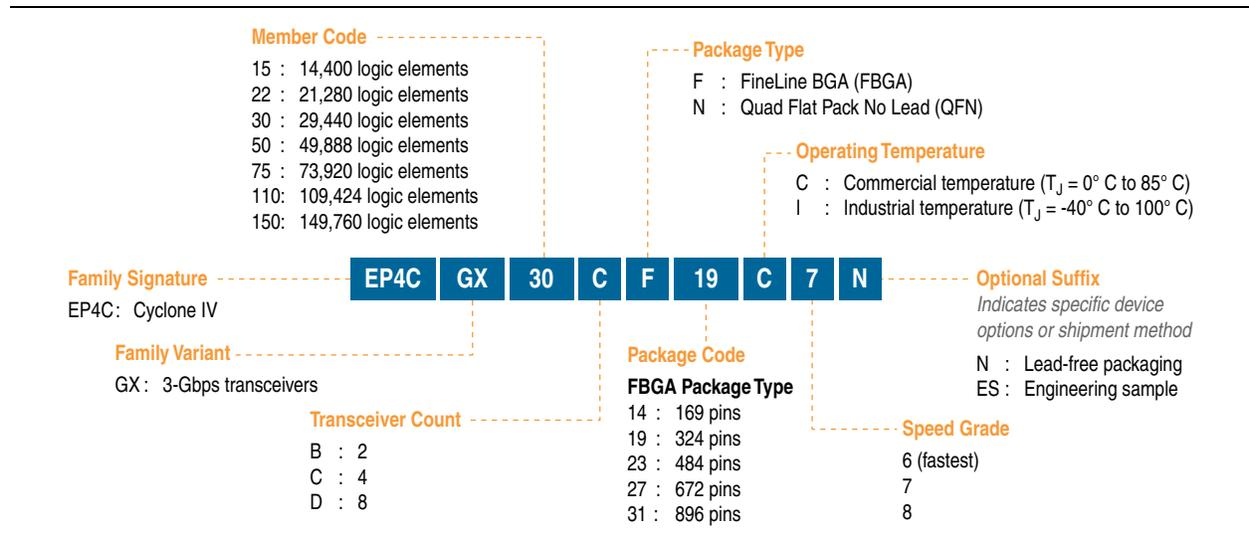 Member Code
15 : 14,400 logic elements
22 : 21,280 logic elements
30 : 29,440 logic elements
50 : 49,888 logic elements
75 : 73,920 logic elements
110: 109,424 logic elements
150: 149,760 logic elements
Package Type
F : FineLine BGA (FBGA)
N : Quad Flat Pack No Lead (QFN)
Operating Temperature
C : Commercial temperature (TJ = 0° C to 85° C)
I : Industrial temperature (TJ = -40° C to 100° C)
EP4C GX 30 C F 19 C 7 N
Family Signature
EP4C: Cyclone IV
Family Variant
GX : 3-Gbps transceivers
Transceiver Count
B : 2
C : 4
D : 8
Package Code
FBGA Package Type
14 : 169 pins
19 : 324 pins
23 : 484 pins
27 : 672 pins
31 : 896 pins
Optional Suffix
Indicates specific device
options or shipment method
N : Lead-free packaging
ES : Engineering sample
Speed Grade
6 (fastest)
7
8